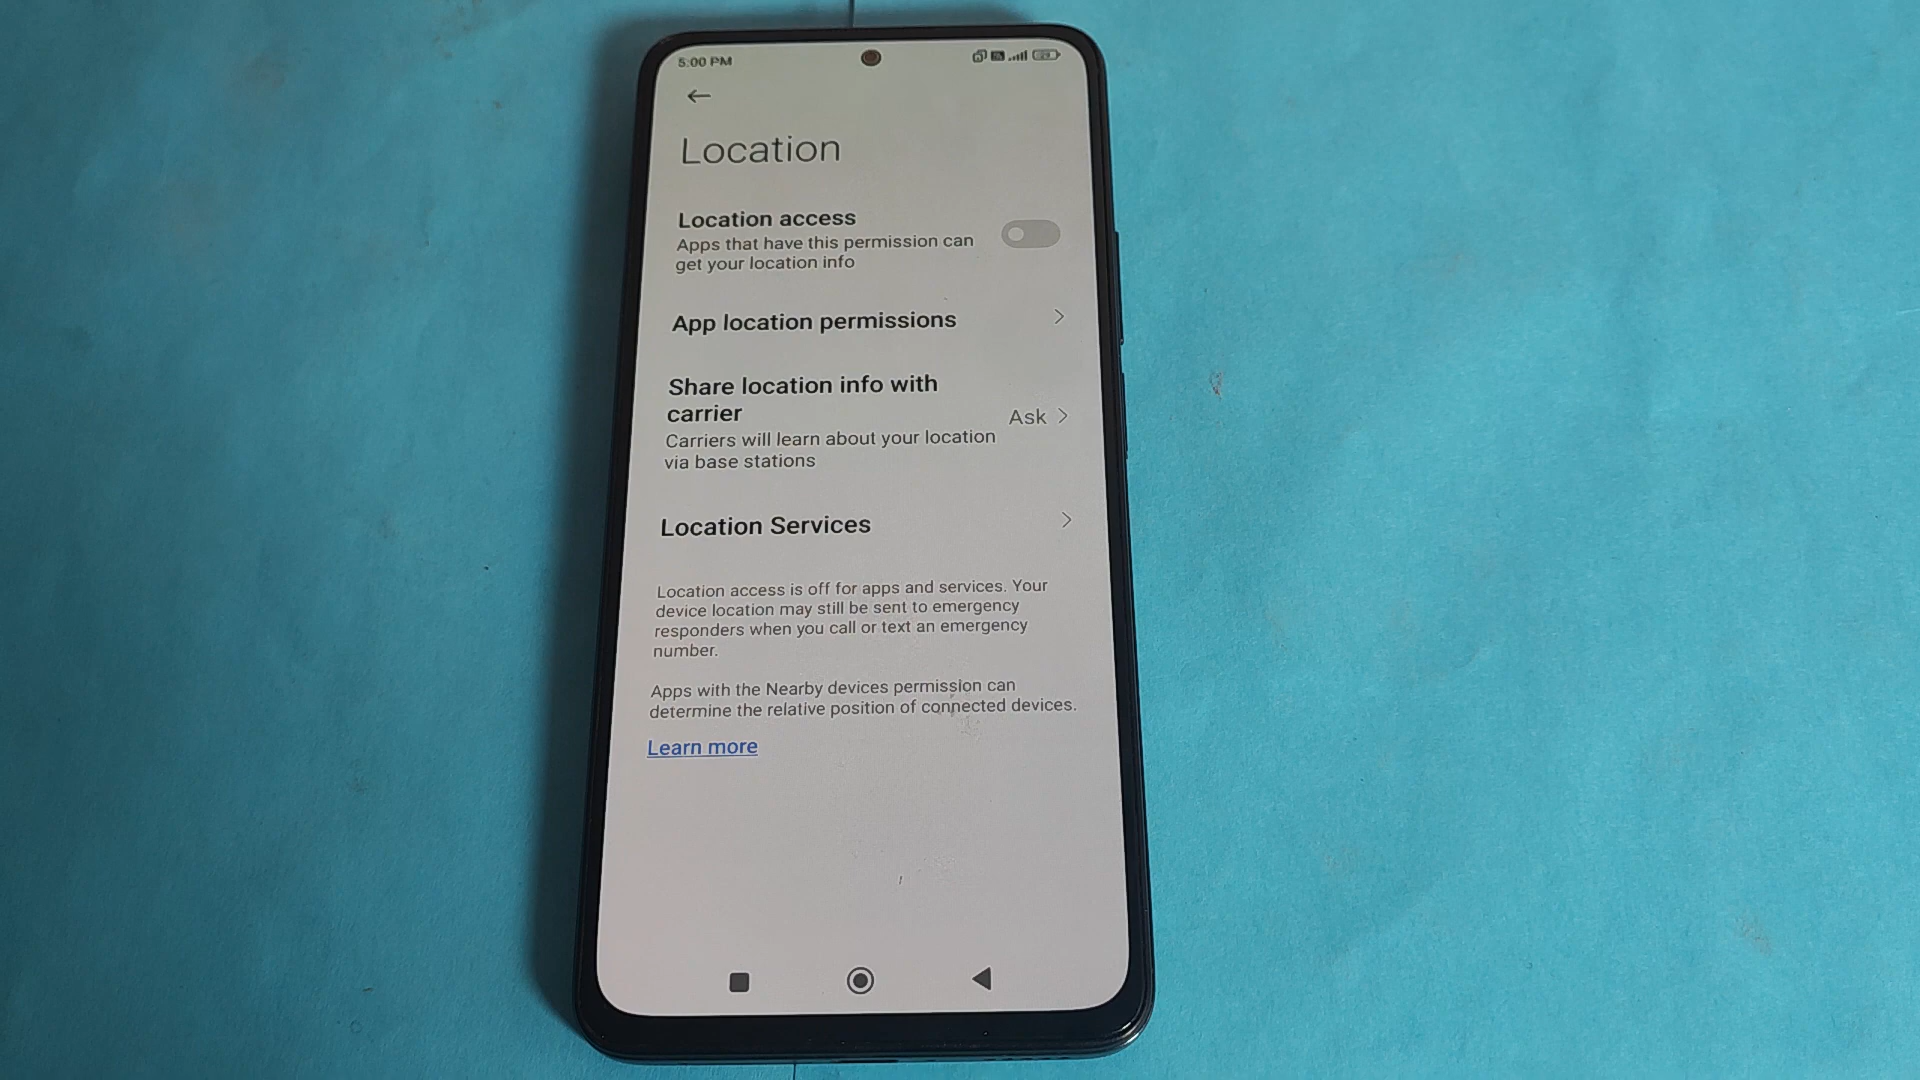 5:00 PM
Location
Location access
Apps that have this permission can
get your location info
App location permissions
Share location info with
carrier
Ask
Carriers will learn about your location
via base stations
Location Services
Location access is off for apps and services. Your
device location may still be sent to emergency
responders when you call or text an emergency
number.
Apps with the Nearby devices permission can
determine the relative position of connected devices.
Learn more